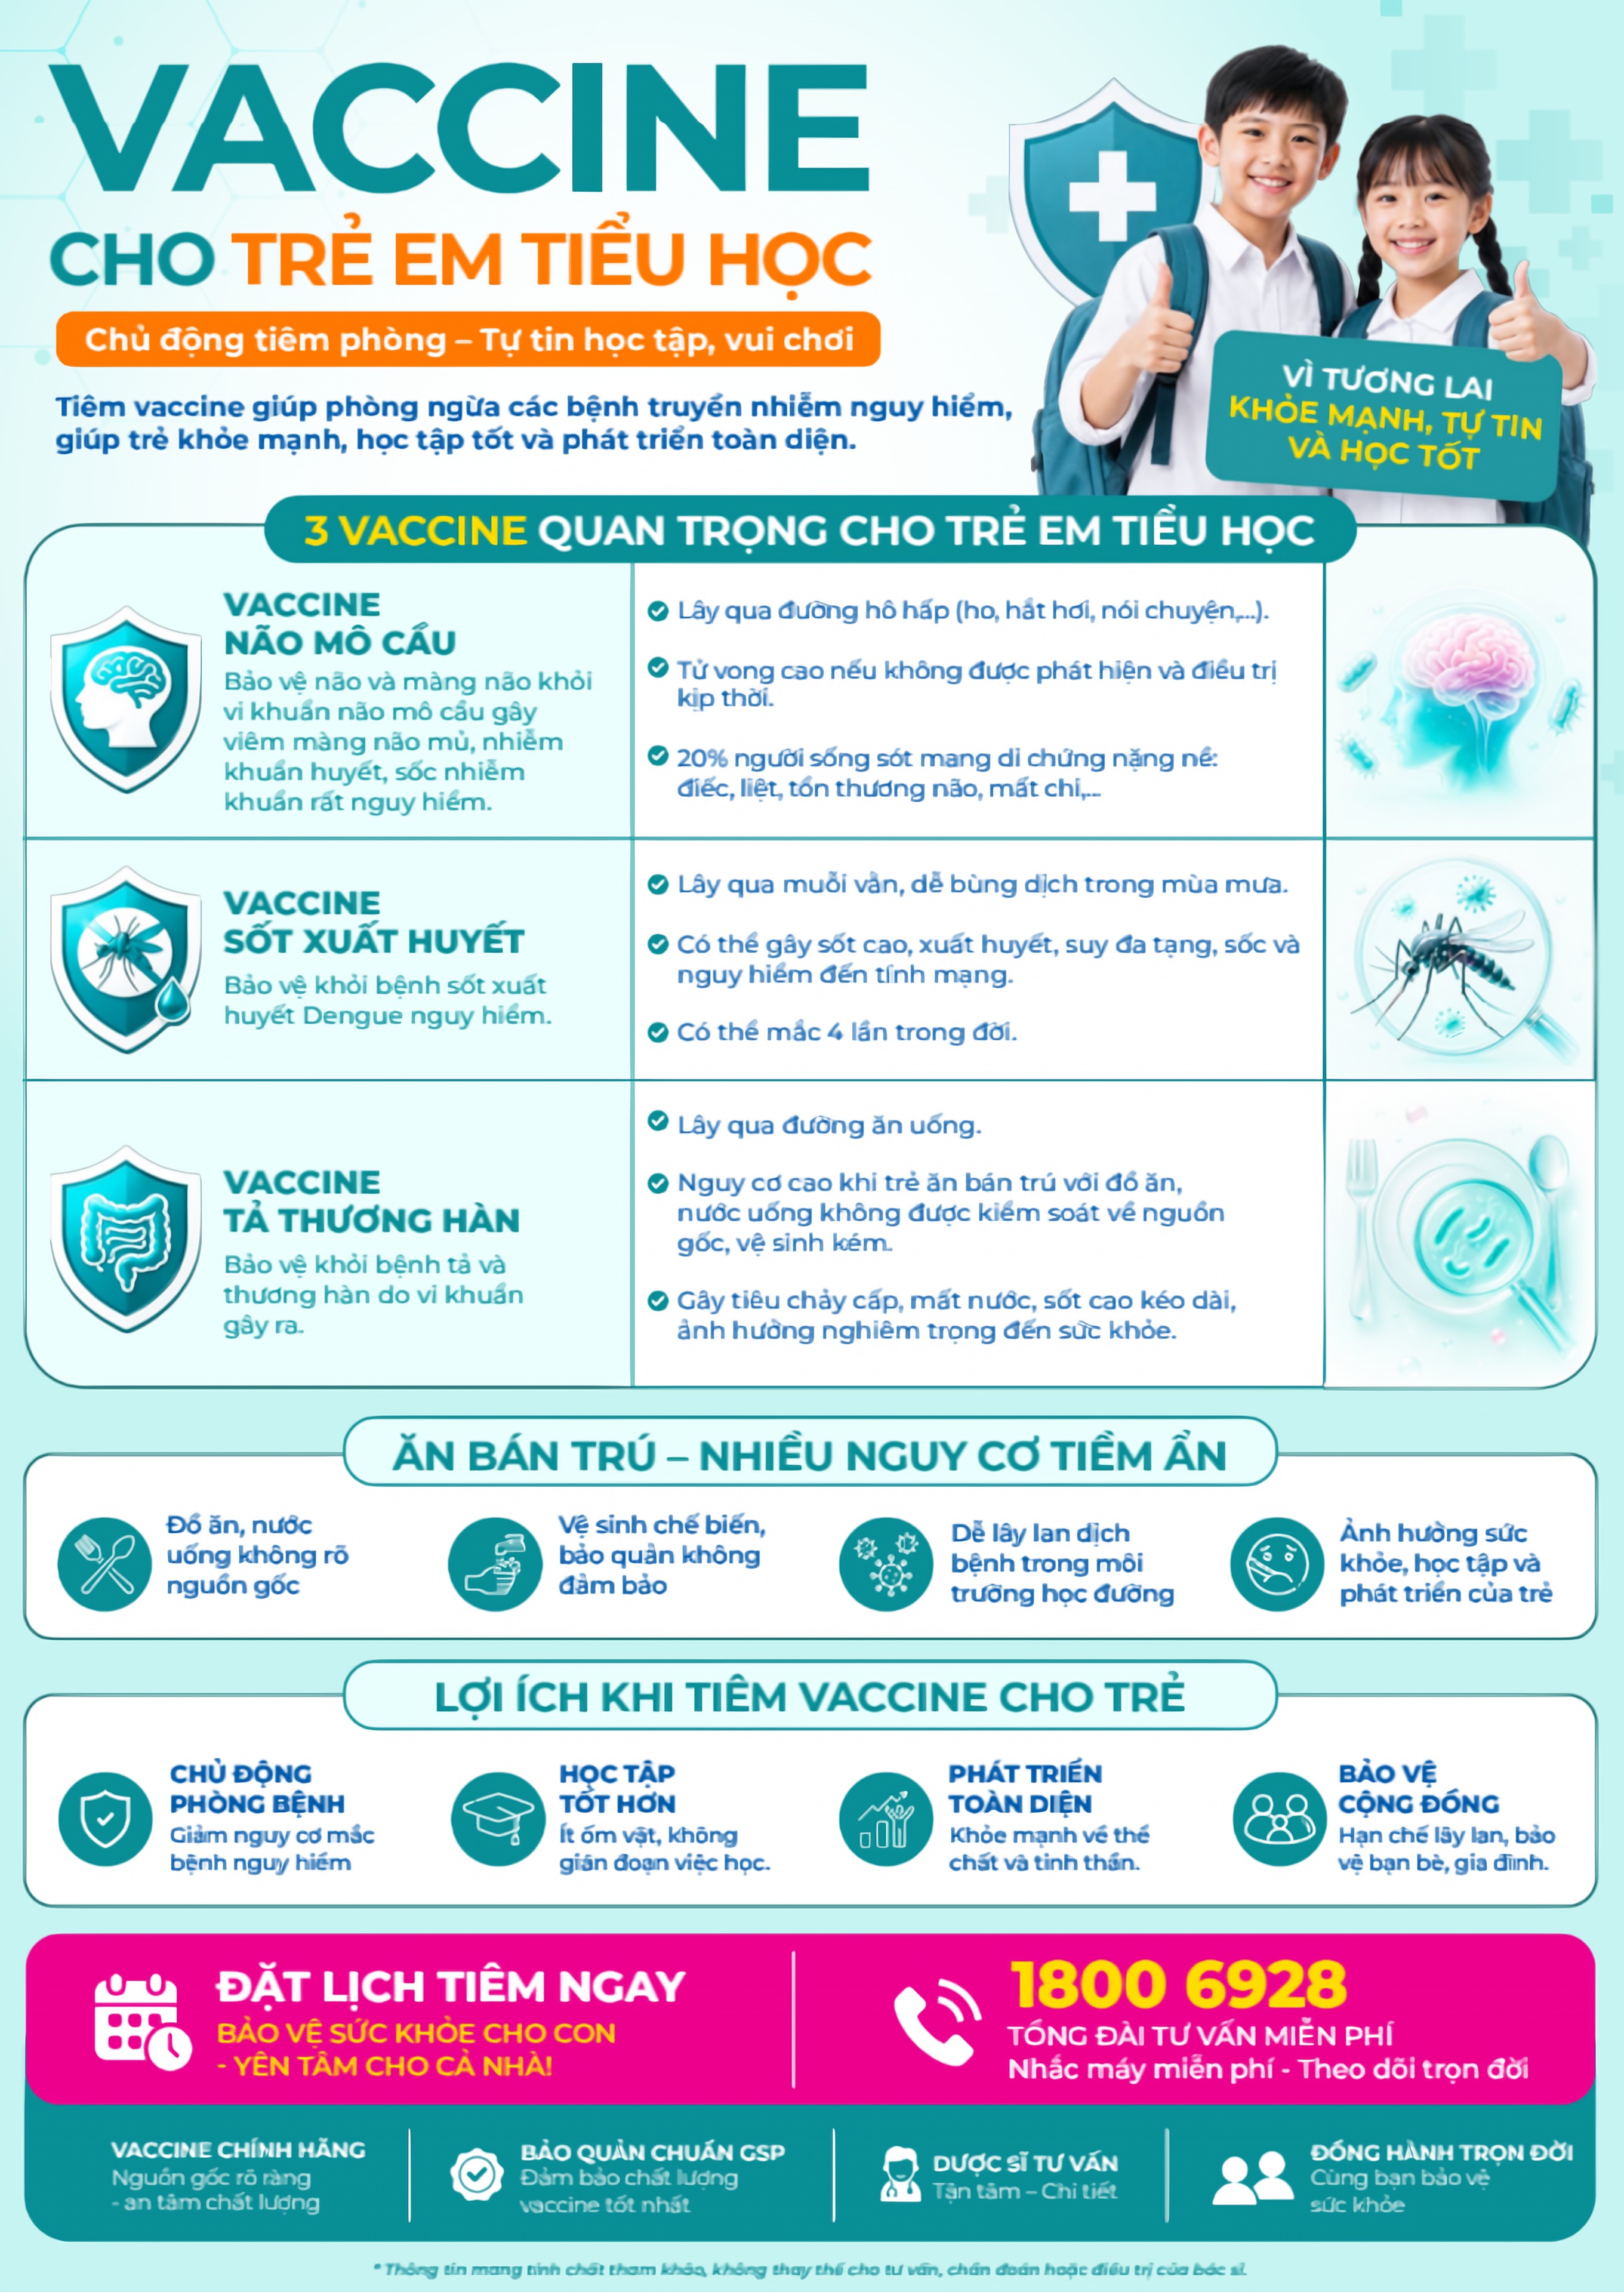 VACCINE
CHO TRẺ EM TIỂU HỌC
Chủ động tiêm phòng – Tự tin học tập, vui chơi
Tiêm vaccine giúp phòng ngừa các bệnh truyền nhiễm nguy hiểm,
giúp trẻ khỏe mạnh, học tập tốt và phát triển toàn diện.
VÌ TƯƠNG LAI
KHỎE MẠNH, TỰ TIN
VÀ HỌC TỐT
3 VACCINE QUAN TRỌNG CHO TRẺ EM TIỂU HỌC
VACCINE
NÃO MÔ CẦU
Bảo vệ não và màng não khỏi
vi khuẩn não mô cầu gây
viêm màng não mủ, nhiễm
khuẩn huyết, sốc nhiễm
khuẩn rất nguy hiểm.
Lây qua đường hô hấp (ho, hắt hơi, nói chuyện,...).
Tử vong cao nếu không được phát hiện và điều trị
kịp thời.
20% người sống sót mang di chứng nặng nề:
điếc, liệt, tổn thương não, mất chi,...
VACCINE
SỐT XUẤT HUYẾT
Bảo vệ khỏi bệnh sốt xuất
huyết Dengue nguy hiểm.
Lây qua muỗi vằn, dễ bùng dịch trong mùa mưa.
Có thể gây sốt cao, xuất huyết, suy đa tạng, sốc và
nguy hiểm đến tính mạng.
Có thể mắc 4 lần trong đời.
VACCINE
TẢ THƯƠNG HÀN
Bảo vệ khỏi bệnh tả và
thương hàn do vi khuẩn
gây ra.
Lây qua đường ăn uống.
Nguy cơ cao khi trẻ ăn bán trú với đồ ăn,
nước uống không được kiểm soát về nguồn
gốc, vệ sinh kém.
Gây tiêu chảy cấp, mất nước, sốt cao kéo dài,
ảnh hưởng nghiêm trọng đến sức khỏe.
ĂN BÁN TRÚ – NHIỀU NGUY CƠ TIỀM ẨN
Đồ ăn, nước
uống không rõ
nguồn gốc
Vệ sinh chế biến,
bảo quản không
đảm bảo
Dễ lây lan dịch
bệnh trong môi
trường học đường
Ảnh hưởng sức
khỏe, học tập và
phát triển của trẻ
LỢI ÍCH KHI TIÊM VACCINE CHO TRẺ
CHỦ ĐỘNG
PHÒNG BỆNH
Giảm nguy cơ mắc
bệnh nguy hiểm
HỌC TẬP
TỐT HƠN
Ít ốm vặt, không
gián đoạn việc học.
PHÁT TRIỂN
TOÀN DIỆN
Khỏe mạnh về thể
chất và tinh thần.
BẢO VỆ
CỘNG ĐỒNG
Hạn chế lây lan, bảo
vệ bạn bè, gia đình.
ĐẶT LỊCH TIÊM NGAY
BẢO VỆ SỨC KHỎE CHO CON
- YÊN TÂM CHO CẢ NHÀ!
1800 6928
TỔNG ĐÀI TƯ VẤN MIỄN PHÍ
Nhấc máy miễn phí - Theo dõi trọn đời
VACCINE CHÍNH HÃNG
Nguồn gốc rõ ràng
- an tâm chất lượng
BẢO QUẢN CHUẨN GSP
Đảm bảo chất lượng
vaccine tốt nhất
DƯỢC SĨ TƯ VẤN
Tận tâm – Chi tiết
ĐỒNG HÀNH TRỌN ĐỜI
Cùng bạn bảo vệ
sức khỏe
* Thông tin mang tính chất tham khảo, không thay thế cho tư vấn, chẩn đoán hoặc điều trị của bác sĩ.